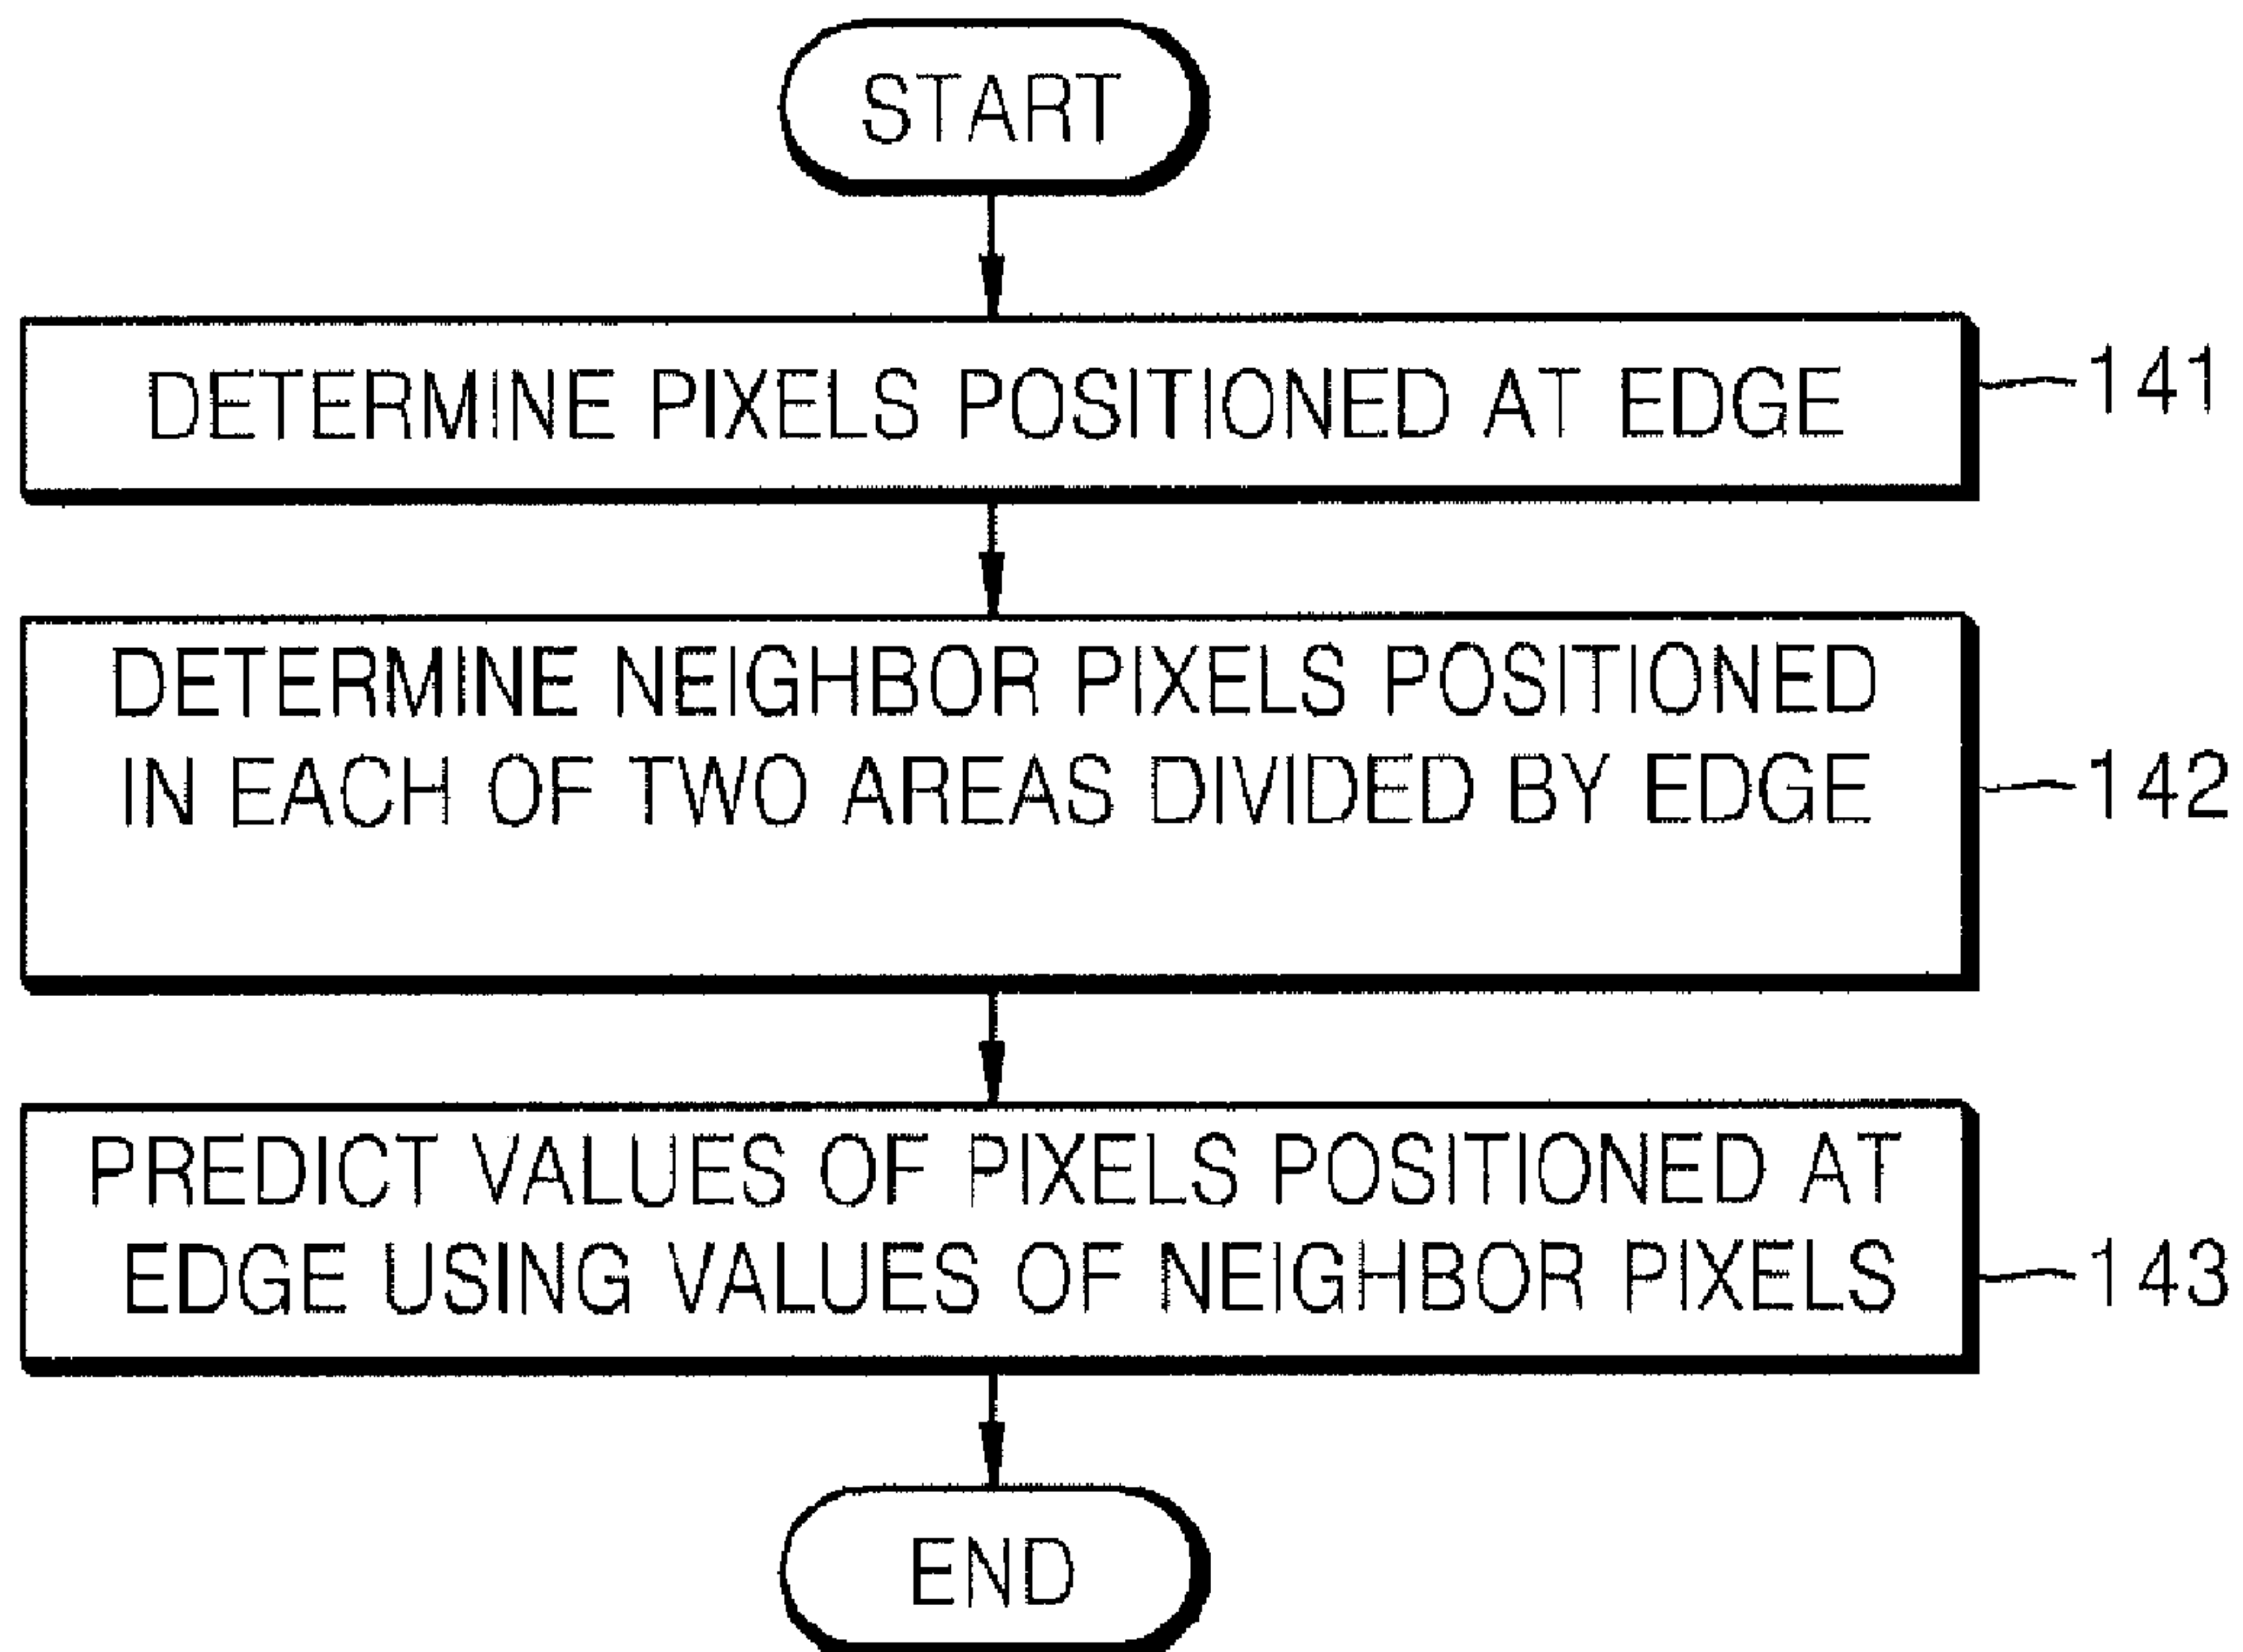 START
DETERMINE PIXELS POSITIONED AT EDGE
141
DETERMINE NEIGHBOR PIXELS POSITIONED
IN EACH OF TWO AREAS DIVIDED BY EDGE
142
PREDICT VALUES OF PIXELS POSITIONED AT
EDGE USING VALUES OF NEIGHBOR PIXELS
143
END